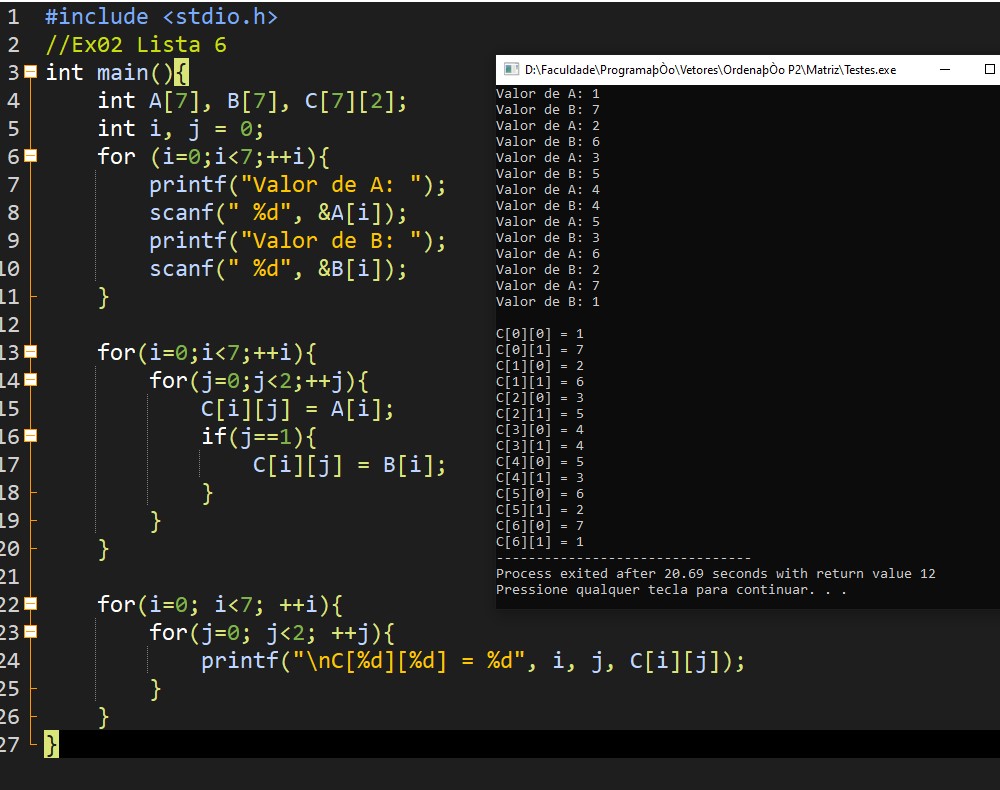 1 #include <stdio.h>
2 //Ex02 Lista 6
3 int main(){
4 int A[7], B[7], C[7][2];
5 int i, j = 0;
6 for (i=0;i<7;++i){
7 printf("Valor de A: ");
8 scanf(" %d", &A[i]);
9 printf("Valor de B: ");
10 scanf(" %d", &B[i]);
11 }
12
13 for(i=0;i<7;++i){
14 for(j=0;j<2;++j){
15 C[i][j] = A[i];
16 if(j==1){
17 C[i][j] = B[i];
18 }
19 }
20 }
21
22 for(i=0; i<7; ++i){
23 for(j=0; j<2; ++j){
24 printf("\nC[%d][%d] = %d", i, j, C[i][j]);
25 }
26 }
27 }
D:\Faculdade\ProgramaþÒo\Vetores\OrdenaþÒo P2\Matriz\Testes.exe
Valor de A: 1
Valor de B: 7
Valor de A: 2
Valor de B: 6
Valor de A: 3
Valor de B: 5
Valor de A: 4
Valor de B: 4
Valor de A: 5
Valor de B: 3
Valor de A: 6
Valor de B: 2
Valor de A: 7
Valor de B: 1
C[0][0] = 1
C[0][1] = 7
C[1][0] = 2
C[1][1] = 6
C[2][0] = 3
C[2][1] = 5
C[3][0] = 4
C[3][1] = 4
C[4][0] = 5
C[4][1] = 3
C[5][0] = 6
C[5][1] = 2
C[6][0] = 7
C[6][1] = 1
--------------------------------
Process exited after 20.69 seconds with return value 12
Pressione qualquer tecla para continuar. . .